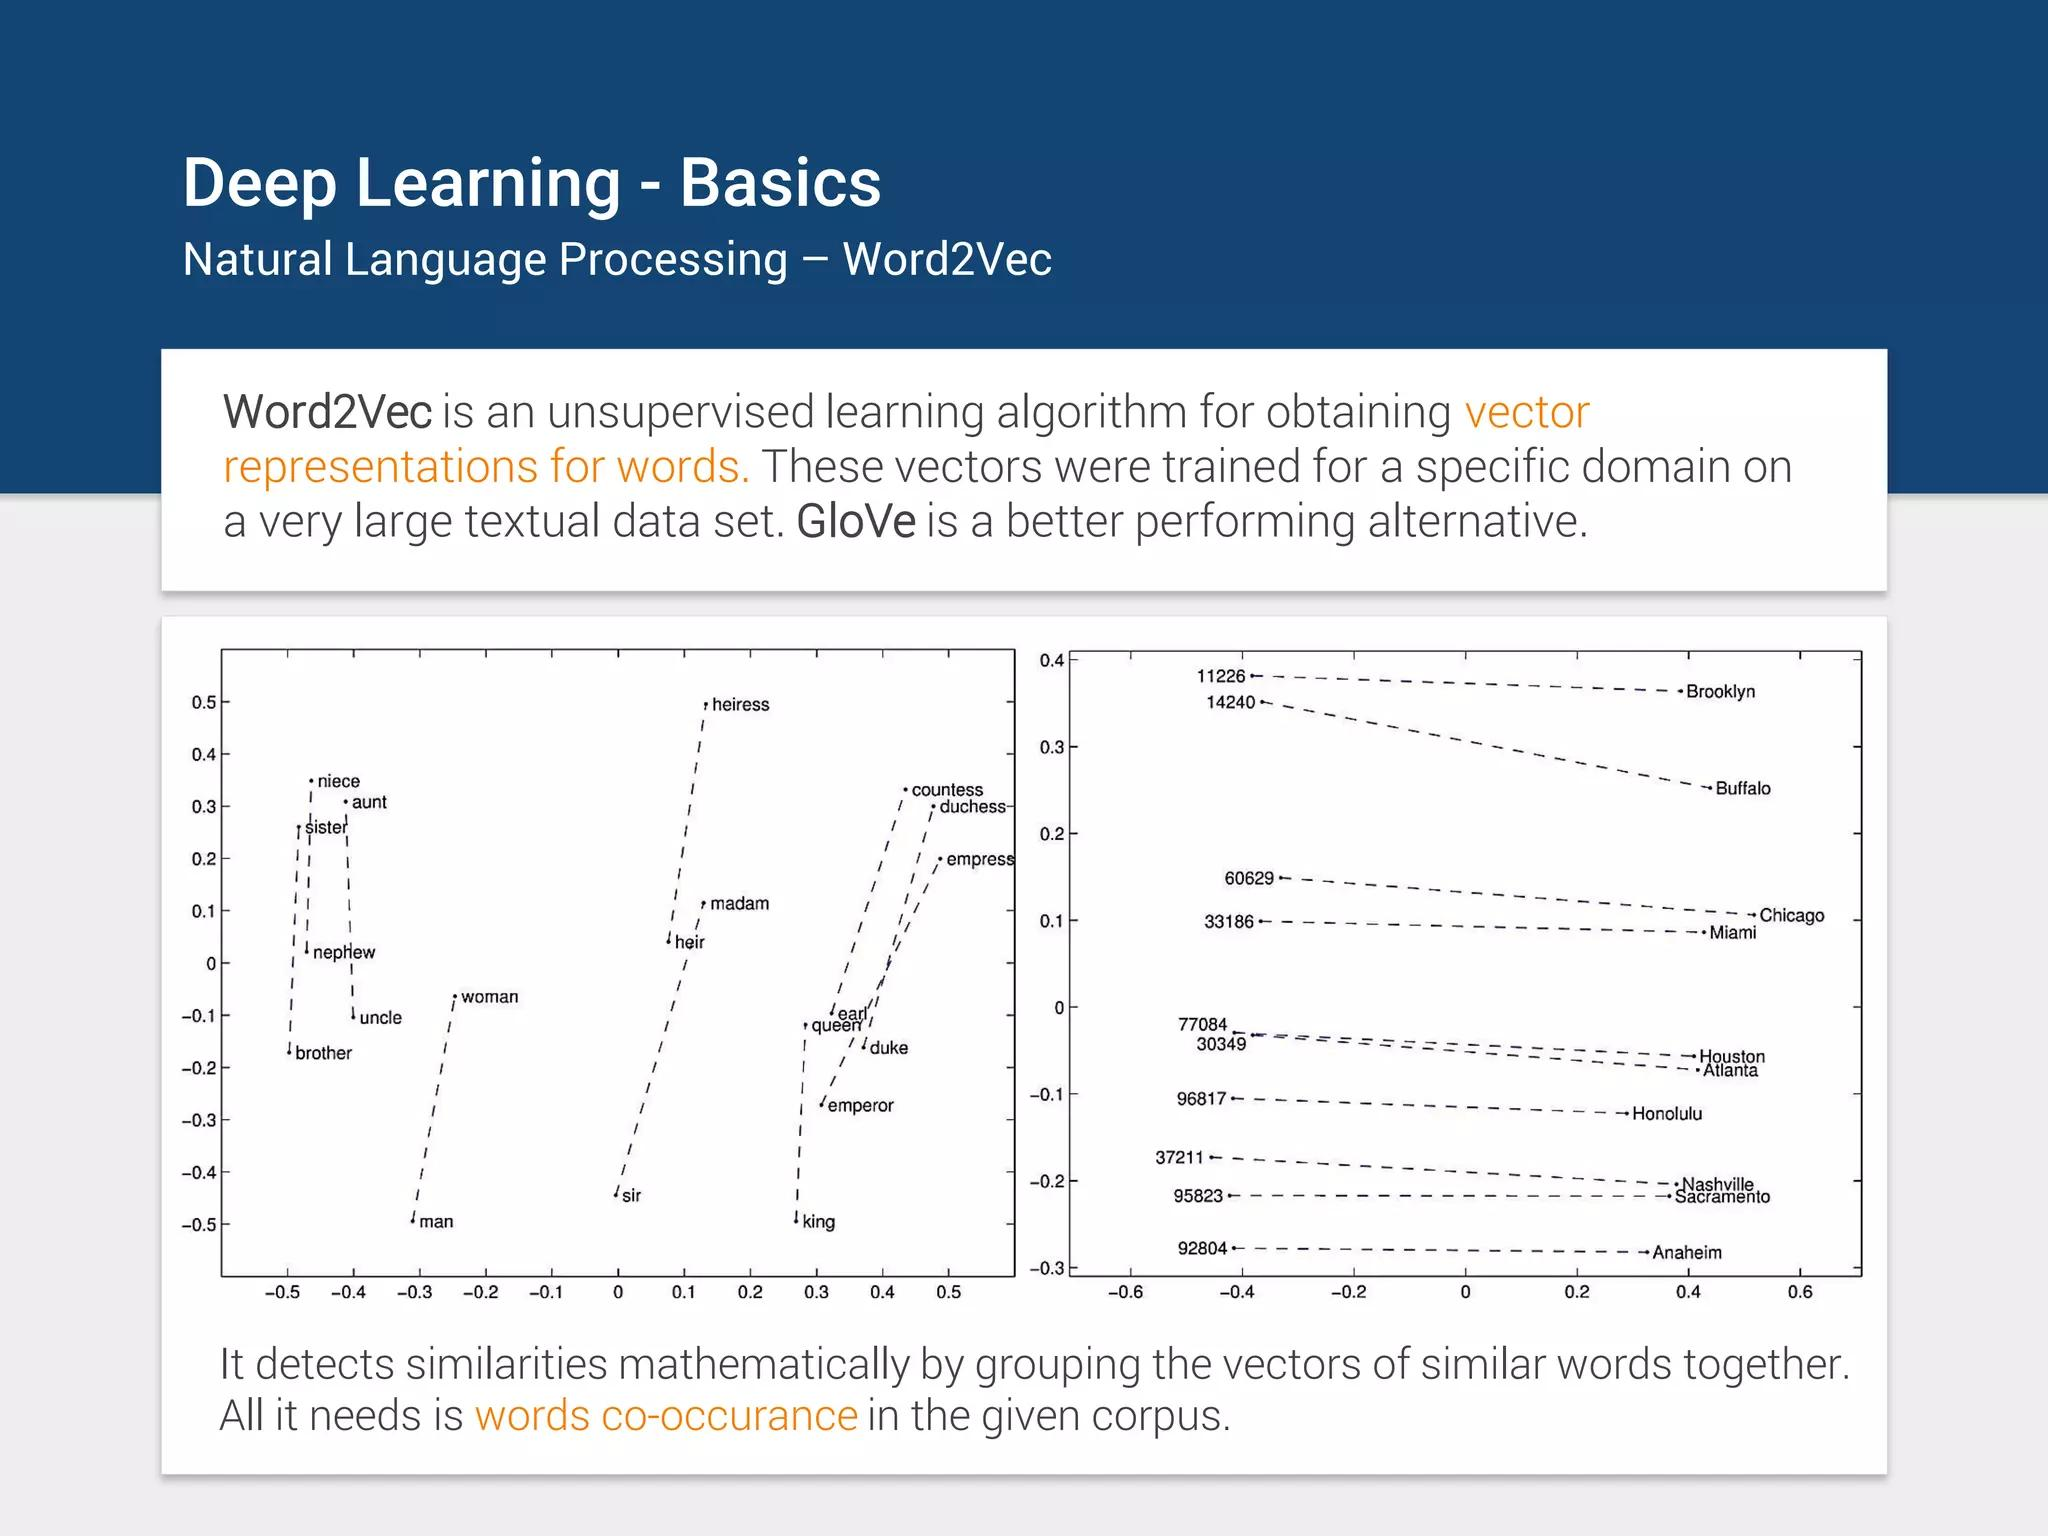 Deep Learning - Basics
Natural Language Processing – Word2Vec
Word2Vec is an unsupervised learning algorithm for obtaining vector
representations for words. These vectors were trained for a specific domain on
a very large textual data set. GloVe is a better performing alternative.
0.5
0.4
0.3
0.2
0.1
0
−0.1
−0.2
−0.3
−0.4
−0.5
heiress
niece
aunt
sister
countess
duchess
empress
madam
heir
nephew
woman
uncle
earl
queen
brother
duke
emperor
sir
man
king
−0.5 −0.4 −0.3 −0.2 −0.1 0 0.1 0.2 0.3 0.4 0.5
0.4
0.3
0.2
0.1
0
−0.1
−0.2
−0.3
11226 Brooklyn
14240 Buffalo
60629 Chicago
33186 Miami
77084 Houston
30349 Atlanta
96817 Honolulu
37211 Nashville
95823 Sacramento
92804 Anaheim
−0.6 −0.4 −0.2 0 0.2 0.4 0.6
It detects similarities mathematically by grouping the vectors of similar words together.
All it needs is words co-occurance in the given corpus.